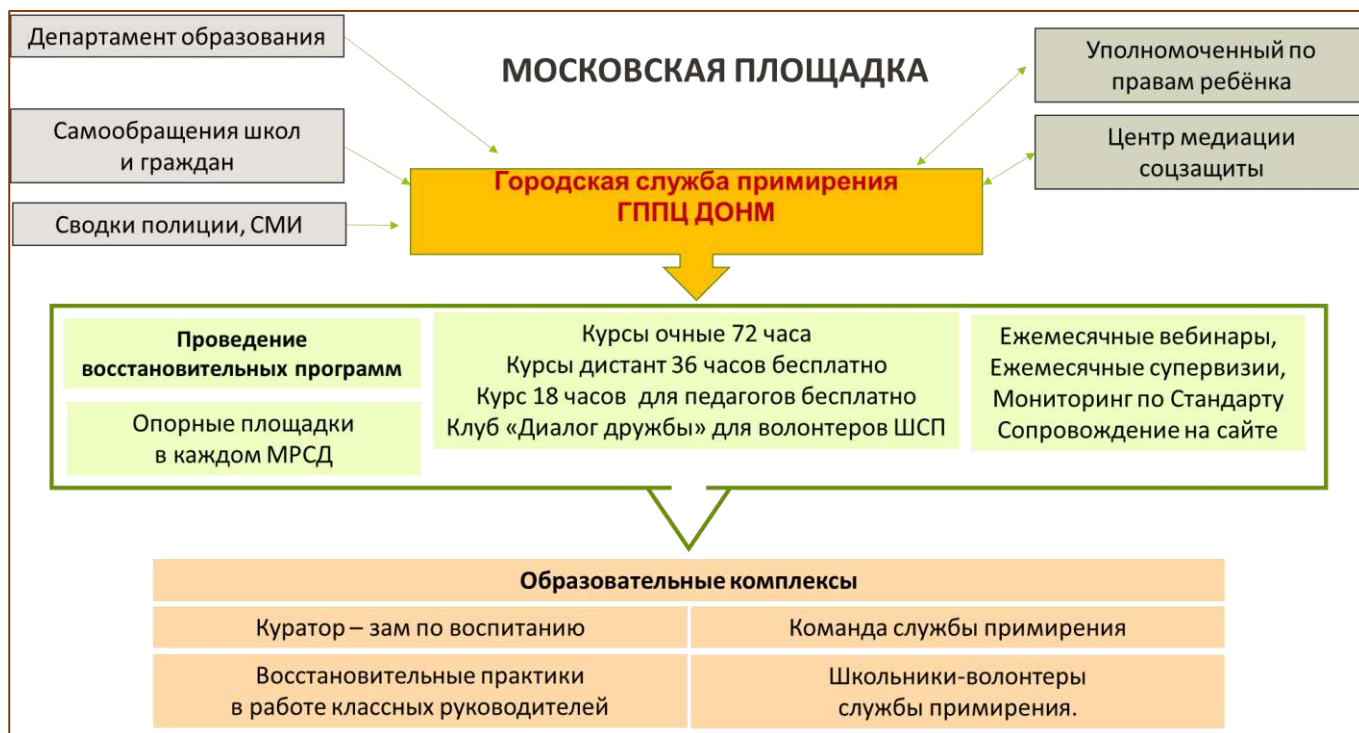 Департамент образования
МОСКОВСКАЯ ПЛОЩАДКА
Уполномоченный по
правам ребёнка
Самообращения школ
и граждан
Центр медиации
соцзащиты
Сводки полиции, СМИ
Городская служба примирения
ГППЦ ДОНМ
Проведение
восстановительных программ
Опорные площадки
в каждом МРСД
Курсы очные 72 часа
Курсы дистант 36 часов бесплатно
Курс 18 часов для педагогов бесплатно
Клуб «Диалог дружбы» для волонтеров ШСП
Ежемесячные вебинары,
Ежемесячные супервизии,
Мониторинг по Стандарту
Сопровождение на сайте
Образовательные комплексы
Куратор – зам по воспитанию
Команда службы примирения
Восстановительные практики
в работе классных руководителей
Школьники-волонтеры
службы примирения.